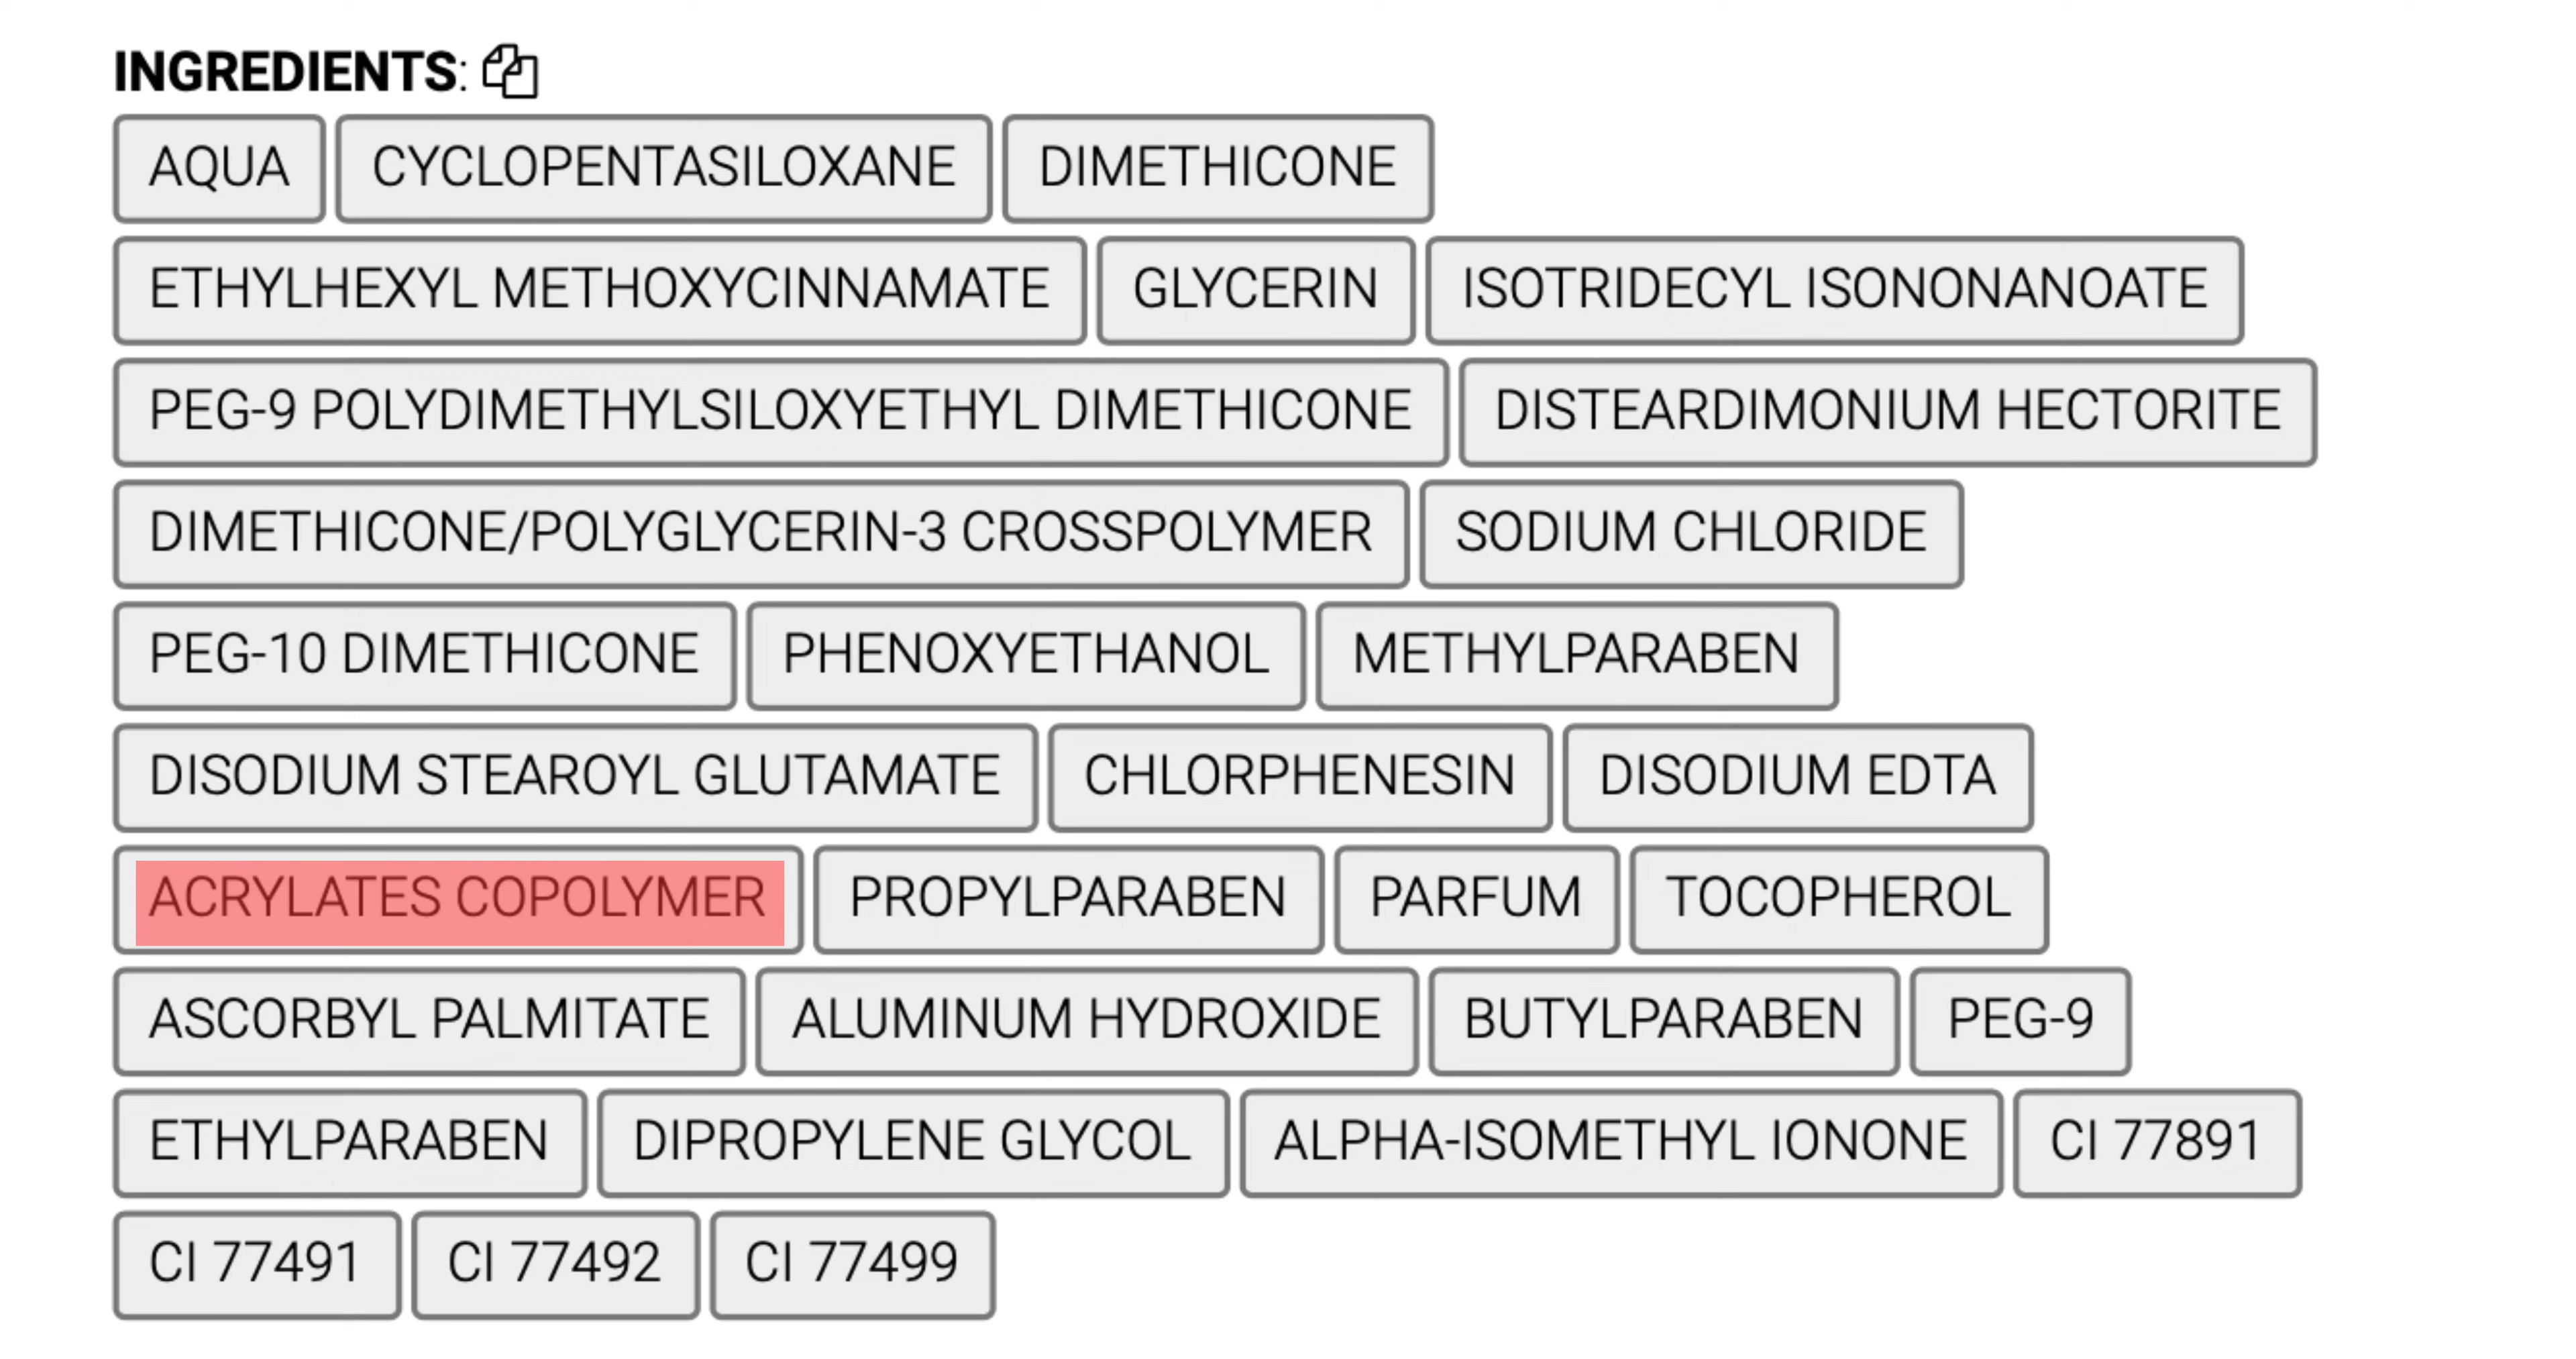 INGREDIENTS:
AQUA CYCLOPENTASILOXANE DIMETHICONE
ETHYLHEXYL METHOXYCINNAMATE GLYCERIN ISOTRIDECYL ISONONANOATE
PEG-9 POLYDIMETHYLSILOXYETHYL DIMETHICONE DISTEARDIMONIUM HECTORITE
DIMETHICONE/POLYGLYCERIN-3 CROSSPOLYMER SODIUM CHLORIDE
PEG-10 DIMETHICONE PHENOXYETHANOL METHYLPARABEN
DISODIUM STEAROYL GLUTAMATE CHLORPHENESIN DISODIUM EDTA
ACRYLATES COPOLYMER PROPYLPARABEN PARFUM TOCOPHEROL
ASCORBYL PALMITATE ALUMINUM HYDROXIDE BUTYLPARABEN PEG-9
ETHYLPARABEN DIPROPYLENE GLYCOL ALPHA-ISOMETHYL IONONE CI 77891
CI 77491 CI 77492 CI 77499